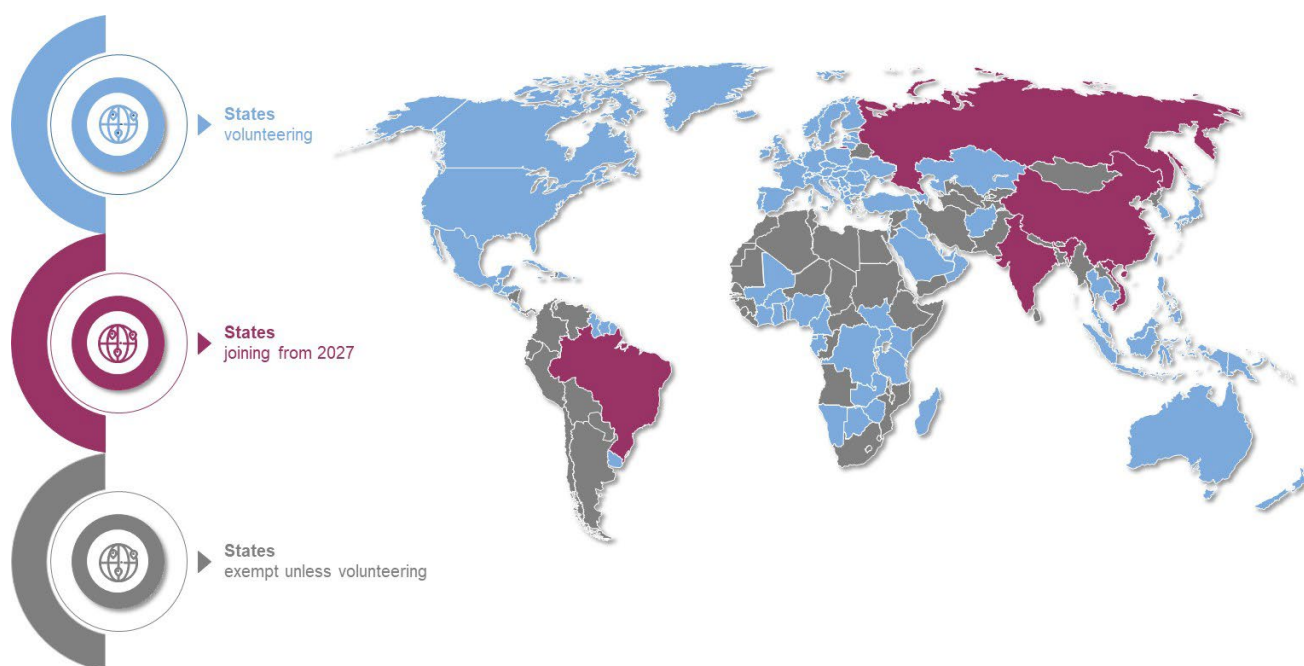 States
volunteering
States
joining from 2027
States
exempt unless volunteering